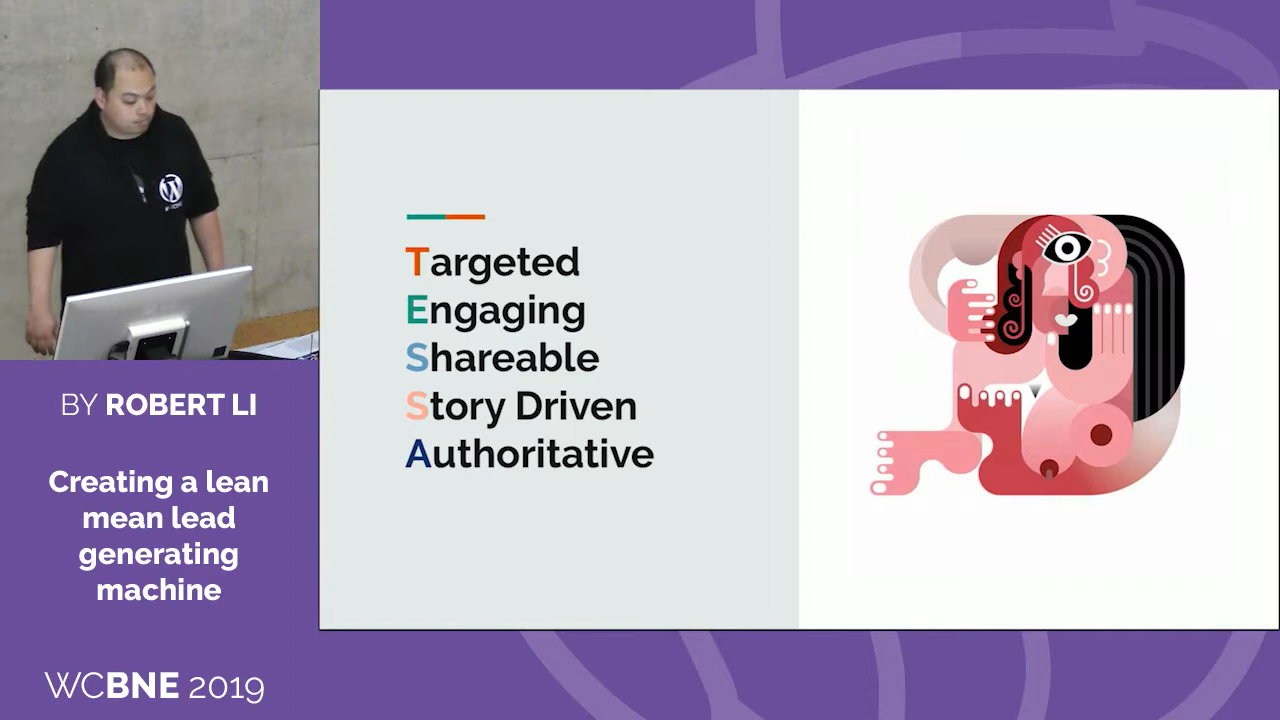 BY ROBERT LI
Creating a lean
mean lead
generating
machine
WCBNE 2019
Targeted
Engaging
Shareable
Story Driven
Authoritative